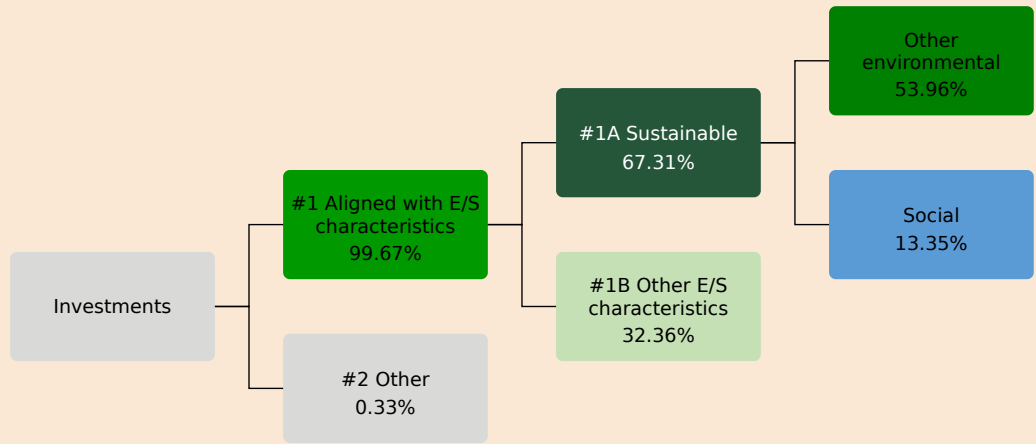 Investments
#1 Aligned with E/S
characteristics
99.67%
#2 Other
0.33%
#1A Sustainable
67.31%
#1B Other E/S
characteristics
32.36%
Other
environmental
53.96%
Social
13.35%